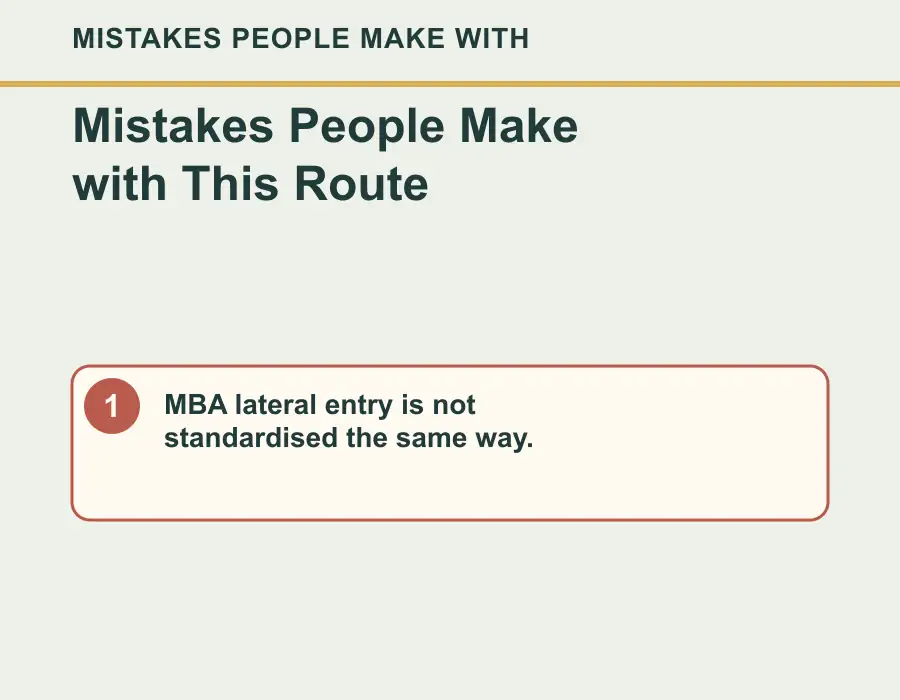 MISTAKES PEOPLE MAKE WITH
Mistakes People Make
with This Route
1
MBA lateral entry is not
standardised the same way.